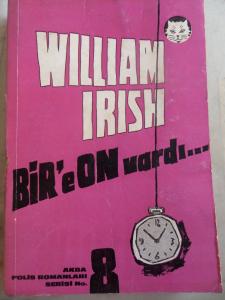 WILLIAM
IRISH
BİR'e ON vardı...
AKBA
POLİS ROMANLARI
SERİSİ No.
8